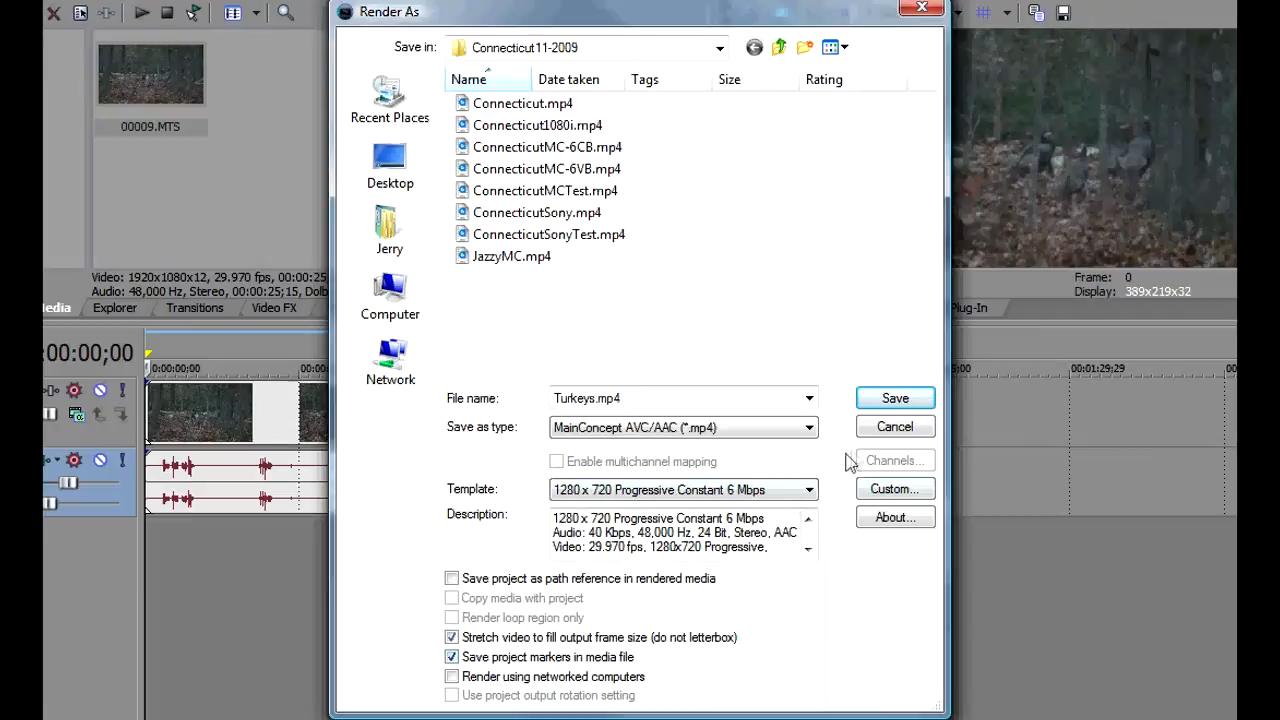 Render As
Save in:
Connecticut11-2009
Name
Date taken
Tags
Size
Rating
Recent Places
Desktop
Jerry
Computer
Network
Connecticut.mp4
Connecticut1080i.mp4
ConnecticutMC-6CB.mp4
ConnecticutMC-6VB.mp4
ConnecticutMCTest.mp4
ConnecticutSony.mp4
ConnecticutSonyTest.mp4
JazzyMC.mp4
00009.MTS
Video: 1920x1080x12, 29.970 fps, 00:00:25
Audio: 48,000 Hz, Stereo, 00:00:25;15, Dolb
edia
Explorer
Transitions
Video FX
Frame: 0
Display: 389x219x32
Plug-In
:00:00;00
0:00:00;00
00:00
5:00
00:01:29;29
00
File name:
Turkeys.mp4
Save
Save as type:
MainConcept AVC/AAC (*.mp4)
Cancel
Enable multichannel mapping
Channels...
Template:
1280 x 720 Progressive Constant 6 Mbps
Custom...
Description:
1280 x 720 Progressive Constant 6 Mbps
Audio: 40 Kbps, 48,000 Hz, 24 Bit, Stereo, AAC
Video: 29.970 fps, 1280x720 Progressive,
About...
Save project as path reference in rendered media
Copy media with project
Render loop region only
Stretch video to fill output frame size (do not letterbox)
Save project markers in media file
Render using networked computers
Use project output rotation setting